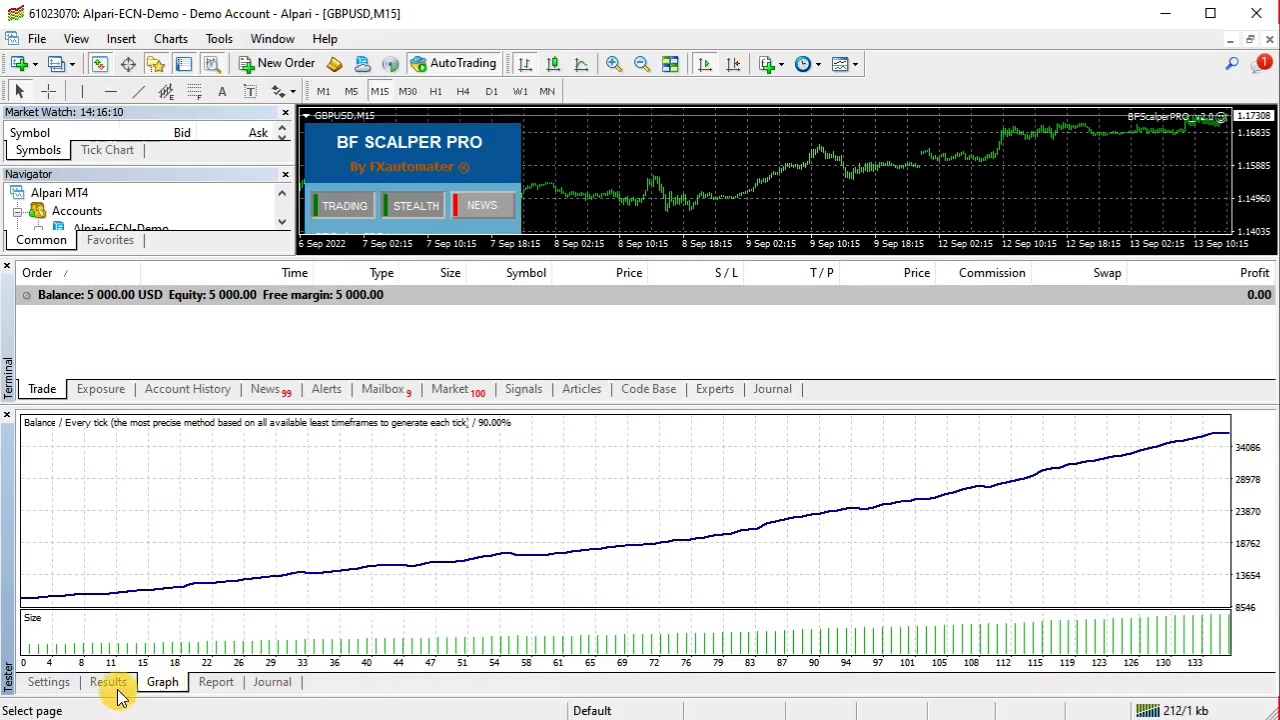 61023070: Alpari-ECN-Demo - Demo Account - Alpari - [GBPUSD,M15]
File View Insert Charts Tools Window Help
New Order AutoTrading 1
A T M1 M5 M15 M30 H1 H4 D1 W1 MN
Market Watch: 14:16:10
Symbol Bid Ask
Symbols Tick Chart
Navigator
Alpari MT4
Accounts
Alpari-ECN-Demo
Common Favorites
GBPUSD,M15
BFScalperPRO_v2.0
BF SCALPER PRO
By FXautomater ®
TRADING STEALTH NEWS
1.17308
1.16835
1.15885
1.14960
1.14035
6 Sep 2022 7 Sep 02:15 7 Sep 10:15 7 Sep 18:15 8 Sep 02:15 8 Sep 10:15 8 Sep 18:15 9 Sep 02:15 9 Sep 10:15 9 Sep 18:15 12 Sep 02:15 12 Sep 10:15 12 Sep 18:15 13 Sep 02:15 13 Sep 10:15
Order / Time Type Size Symbol Price S / L T / P Price Commission Swap Profit
Balance: 5 000.00 USD Equity: 5 000.00 Free margin: 5 000.00 0.00
Terminal
Trade Exposure Account History News 99 Alerts Mailbox 9 Market 100 Signals Articles Code Base Experts Journal
Balance / Every tick (the most precise method based on all available least timeframes to generate each tick) / 90.00%
34086
28978
23870
18762
13654
8546
Size
0 4 8 11 15 18 22 26 29 33 37 40 44 47 51 54 58 62 65 69 72 76 79 83 87 90 94 97 101 105 108 112 115 119 123 126 130 133
Tester
Settings Results Graph Report Journal
Select page Default 212/1 kb